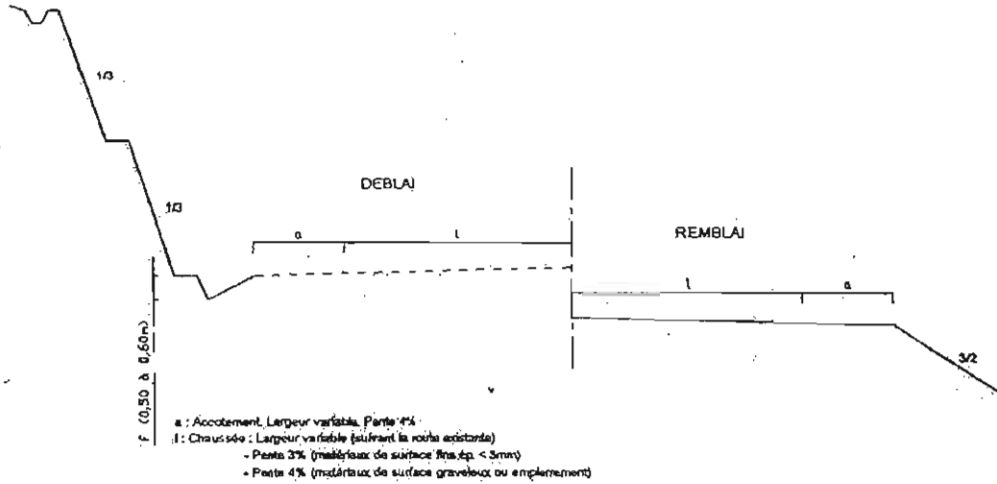 1/3
1/3
DEBLAI
a
l
REMBLAI
l
a
3/2
F (0,50 à 0,60m)
a : Accotement, Largeur variable, Pente 4%
l : Chaussée : Largeur variable (suivant la route existante)
- Pente 3% (matériaux de surface fins, ép. < 3mm)
- Pente 4% (matériaux de surface graveleux ou empierrement)